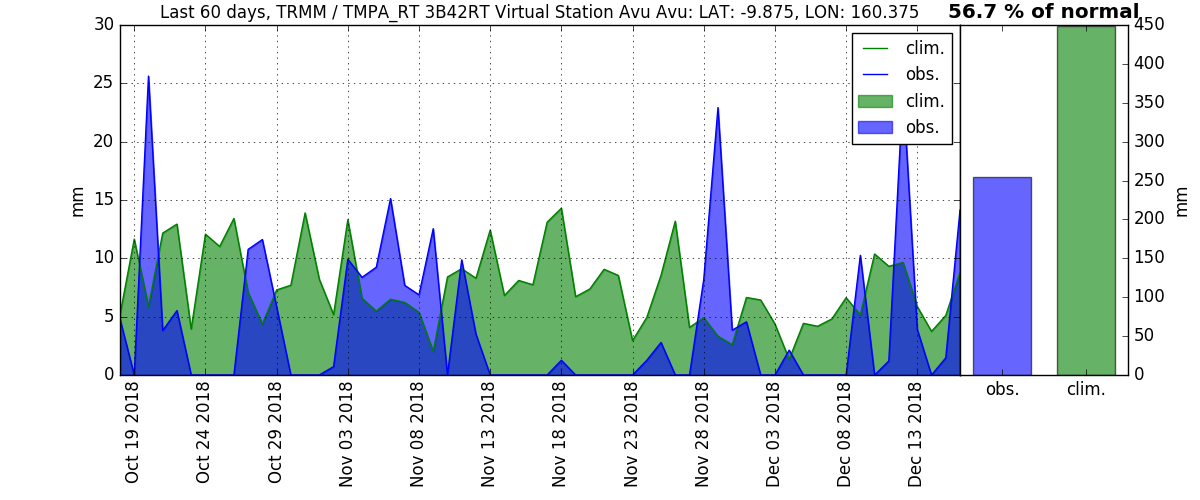 Last 60 days, TRMM / TMPA_RT 3B42RT Virtual Station Avu Avu: LAT: -9.875, LON: 160.375
56.7 % of normal
30
25
20
15
10
5
0
mm
clim.
obs.
clim.
obs.
450
400
350
300
250
200
150
100
50
0
mm
obs.
clim.
Oct 19 2018
Oct 24 2018
Oct 29 2018
Nov 03 2018
Nov 08 2018
Nov 13 2018
Nov 18 2018
Nov 23 2018
Nov 28 2018
Dec 03 2018
Dec 08 2018
Dec 13 2018